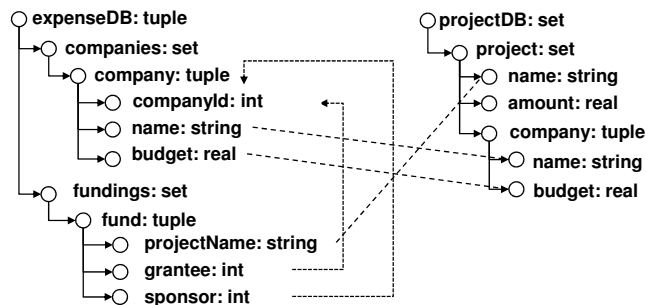 expenseDB: tuple
companies: set
company: tuple
companyId: int
name: string
budget: real
fundings: set
fund: tuple
projectName: string
grantee: int
sponsor: int
projectDB: set
project: set
name: string
amount: real
company: tuple
name: string
budget: real